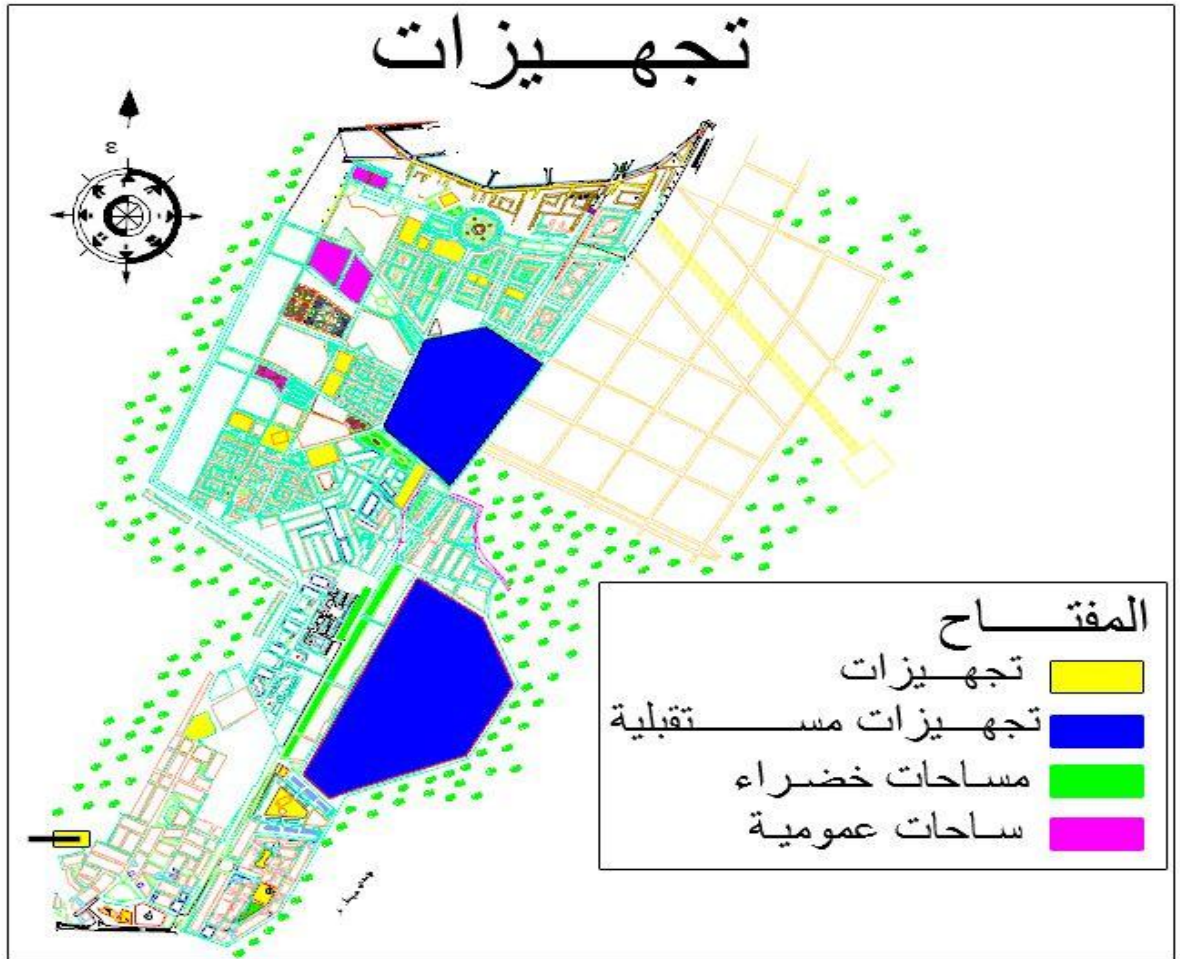 تجهيزات
المفتاح
تجهيزات
تجهيزات مستقبلية
مساحات خضراء
ساحات عمومية